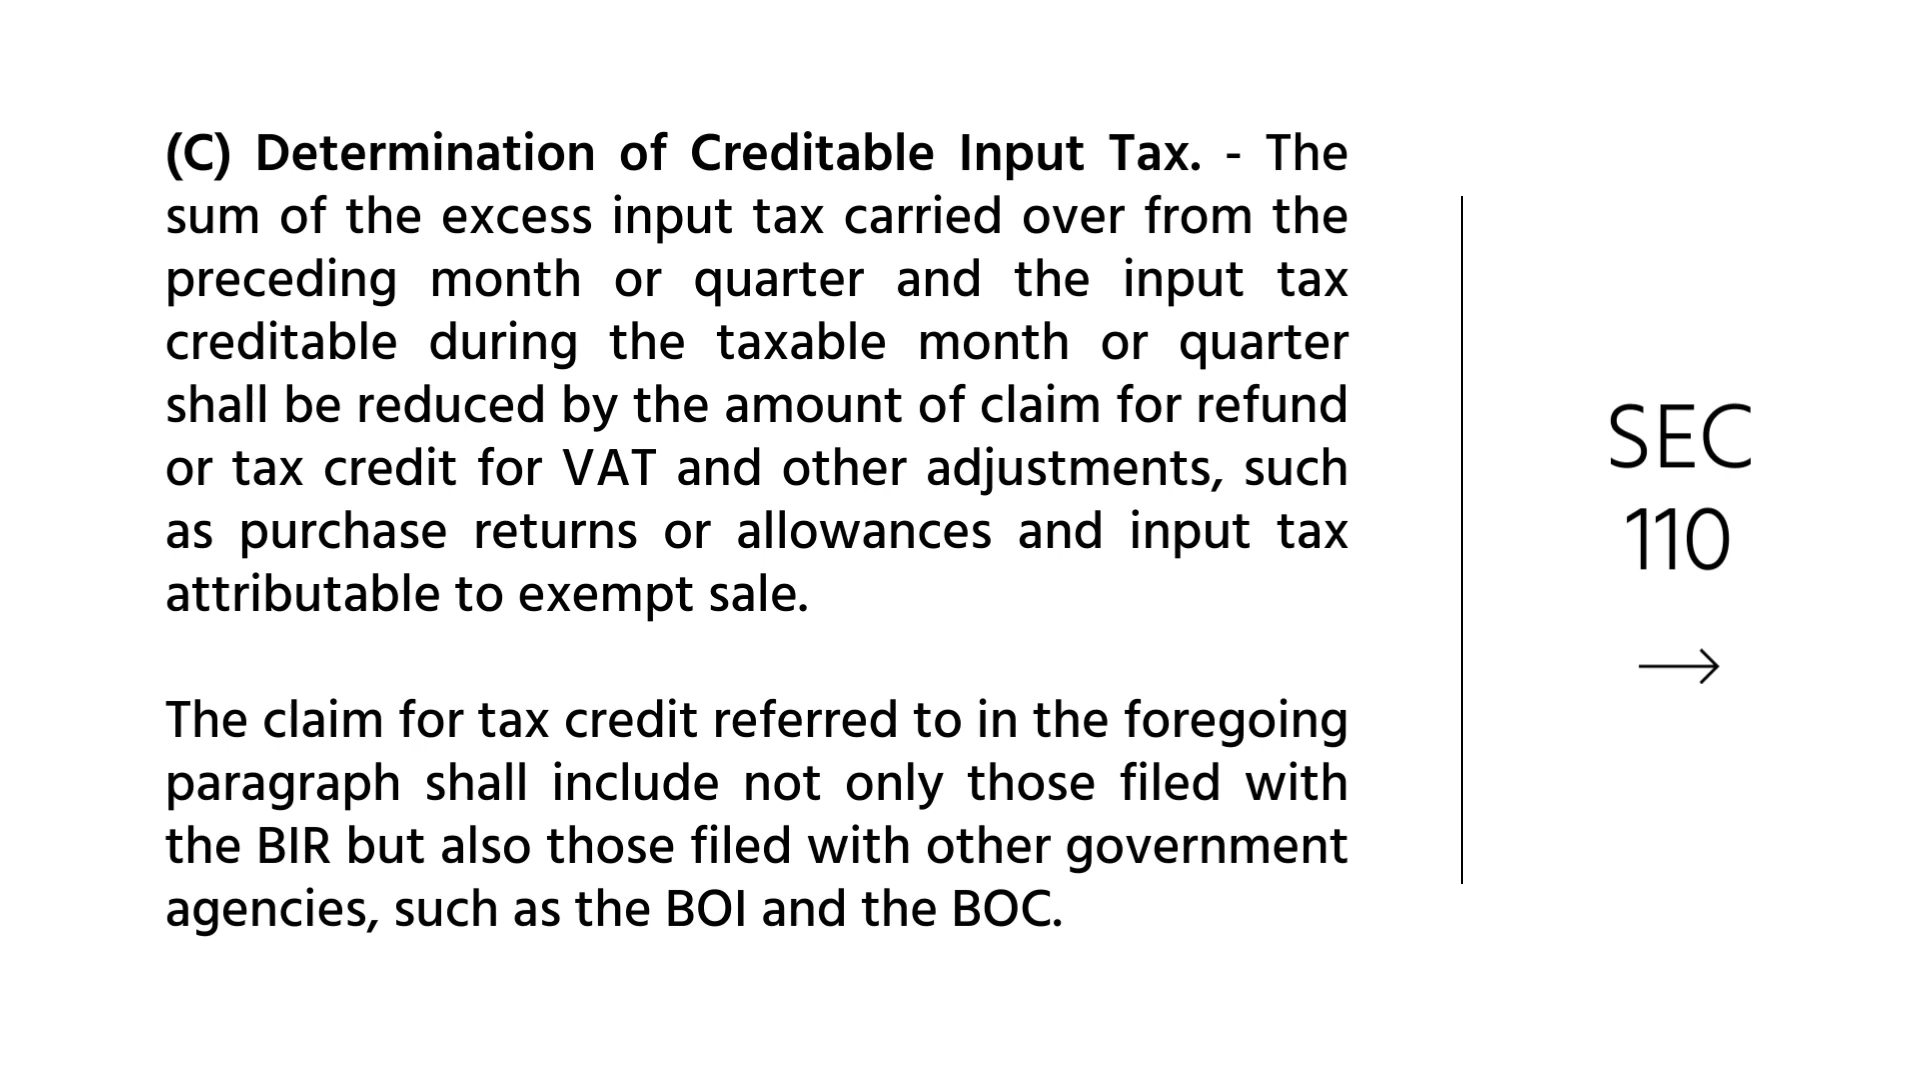 (C) Determination of Creditable Input Tax. - The
sum of the excess input tax carried over from the
preceding month or quarter and the input tax
creditable during the taxable month or quarter
shall be reduced by the amount of claim for refund
or tax credit for VAT and other adjustments, such
as purchase returns or allowances and input tax
attributable to exempt sale.
The claim for tax credit referred to in the foregoing
paragraph shall include not only those filed with
the BIR but also those filed with other government
agencies, such as the BOI and the BOC.
SEC
110